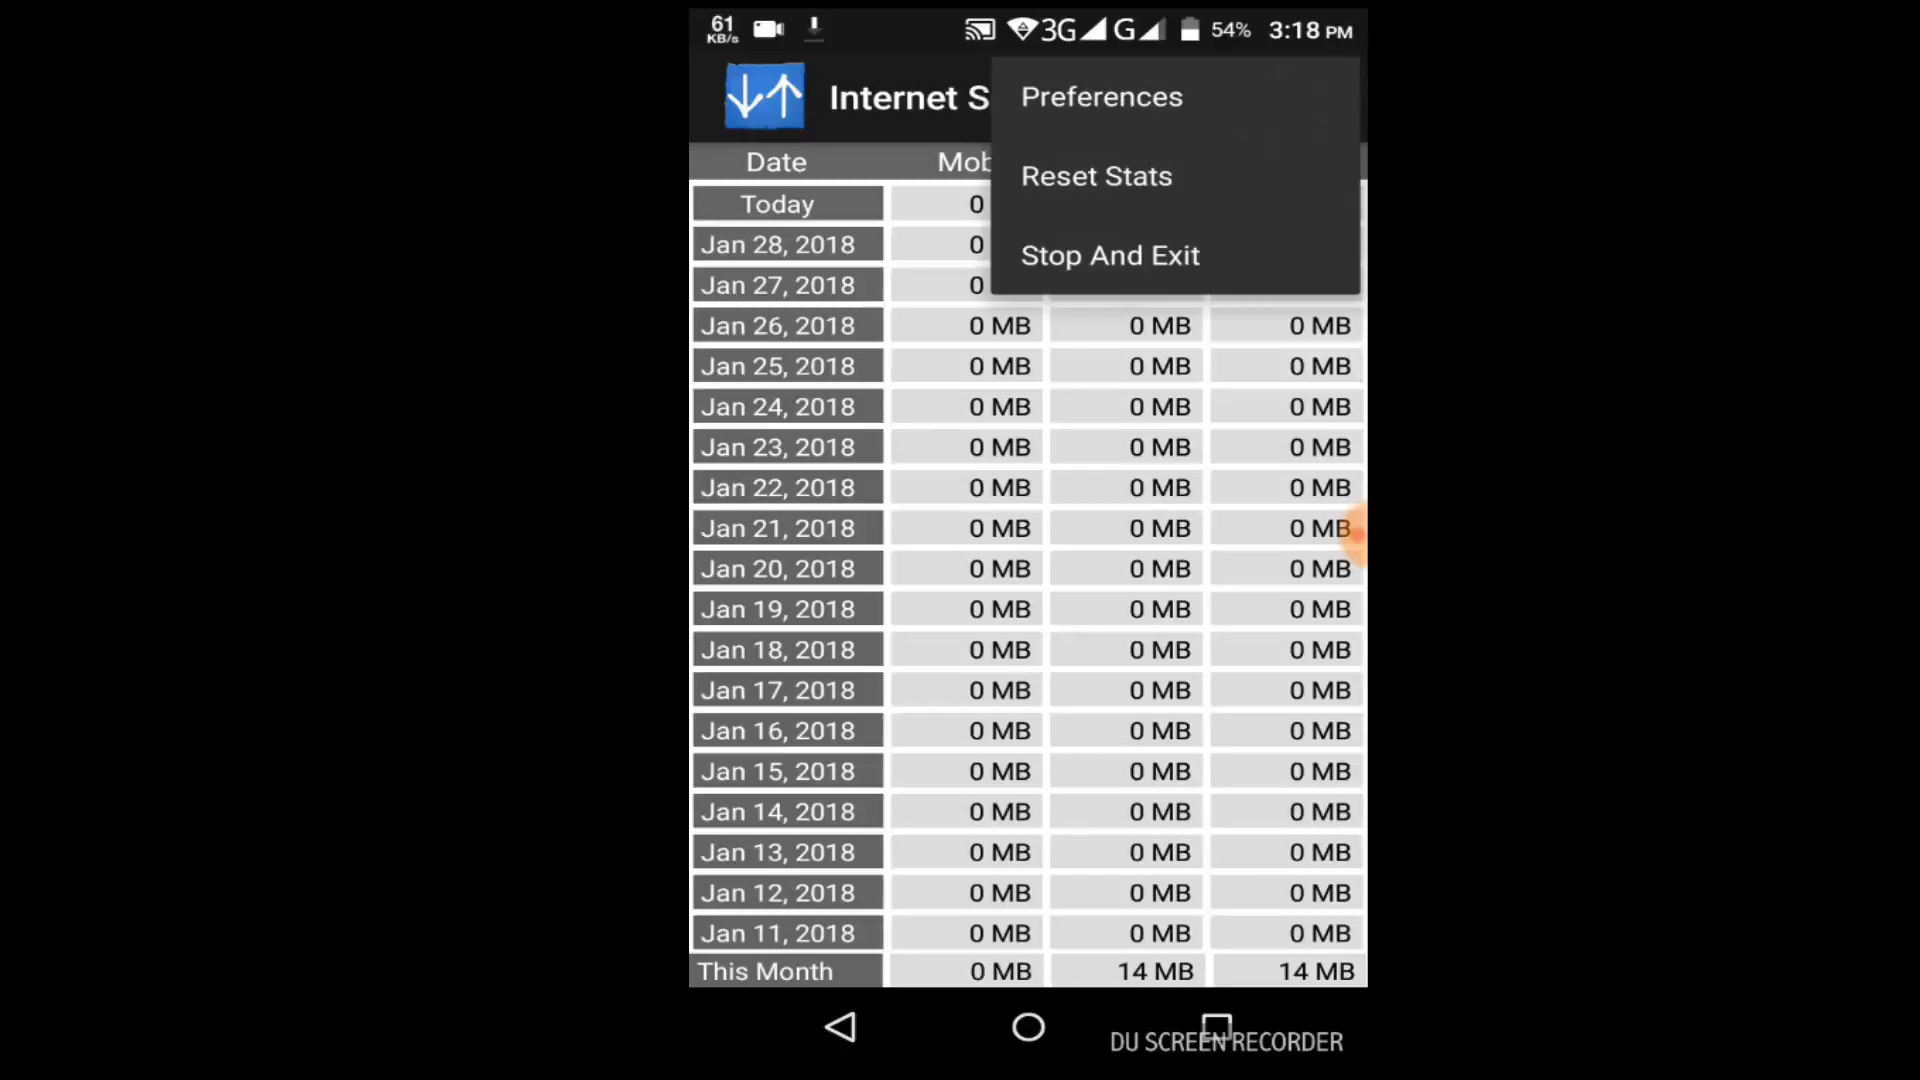 61
KB/s
3G G 54% 3:18 PM
Internet S
Preferences
Reset Stats
Stop And Exit
Date Mob
Today 0
Jan 28, 2018 0
Jan 27, 2018 0
Jan 26, 2018 0 MB 0 MB 0 MB
Jan 25, 2018 0 MB 0 MB 0 MB
Jan 24, 2018 0 MB 0 MB 0 MB
Jan 23, 2018 0 MB 0 MB 0 MB
Jan 22, 2018 0 MB 0 MB 0 MB
Jan 21, 2018 0 MB 0 MB 0 MB
Jan 20, 2018 0 MB 0 MB 0 MB
Jan 19, 2018 0 MB 0 MB 0 MB
Jan 18, 2018 0 MB 0 MB 0 MB
Jan 17, 2018 0 MB 0 MB 0 MB
Jan 16, 2018 0 MB 0 MB 0 MB
Jan 15, 2018 0 MB 0 MB 0 MB
Jan 14, 2018 0 MB 0 MB 0 MB
Jan 13, 2018 0 MB 0 MB 0 MB
Jan 12, 2018 0 MB 0 MB 0 MB
Jan 11, 2018 0 MB 0 MB 0 MB
This Month 0 MB 14 MB 14 MB
DU SCREEN RECORDER